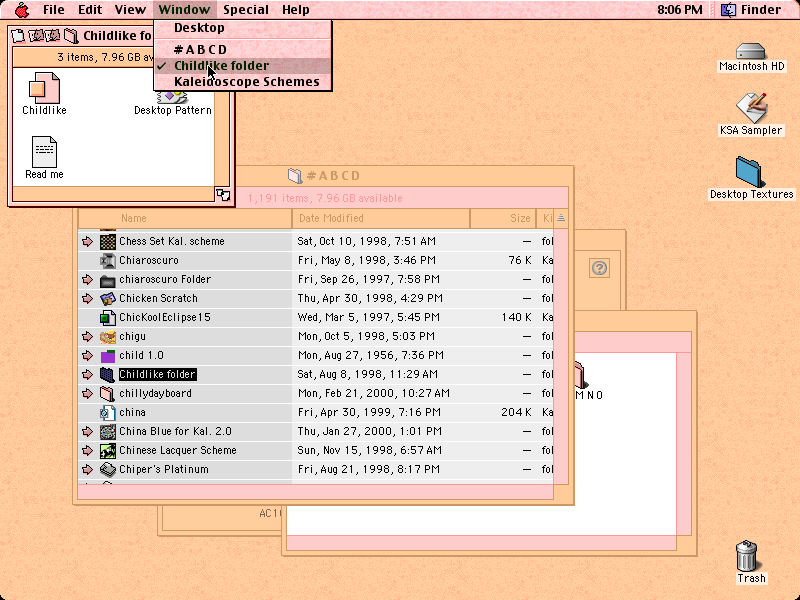 File Edit View Window Special Help 8:06 PM Finder
Desktop
#ABCD
Childlike folder
Kaleidoscope Schemes
Childlike fo
3 items, 7.96 GB av
Childlike
Desktop Pattern
Read me
Macintosh HD
KSA Sampler
Desktop Textures
#ABCD
1,191 items, 7.96 GB available
Name Date Modified Size Ki
Chess Set Kal. scheme Sat, Oct 10, 1998, 7:51 AM — fol
Chiaroscuro Fri, May 8, 1998, 3:46 PM 76 K Ka
chiaroscuro Folder Fri, Sep 26, 1997, 7:58 PM — fol
Chicken Scratch Thu, Apr 30, 1998, 4:29 PM — fol
ChicKoolEclipse15 Wed, Mar 5, 1997, 5:45 PM 140 K Ka
chigu Mon, Oct 5, 1998, 5:03 PM — fol
child 1.0 Mon, Aug 27, 1956, 7:36 PM — fol
Childlike folder Sat, Aug 8, 1998, 11:29 AM — fol
chillydayboard Mon, Feb 21, 2000, 10:27 AM — fol
china Fri, Apr 30, 1999, 7:16 PM 204 K Ka
China Blue for Kal. 2.0 Thu, Jan 27, 2000, 1:01 PM — fol
Chinese Lacquer Scheme Sun, Nov 15, 1998, 6:57 AM — fol
Chiper's Platinum Fri, Aug 21, 1998, 8:17 PM — fol
M N O
AC10
Trash